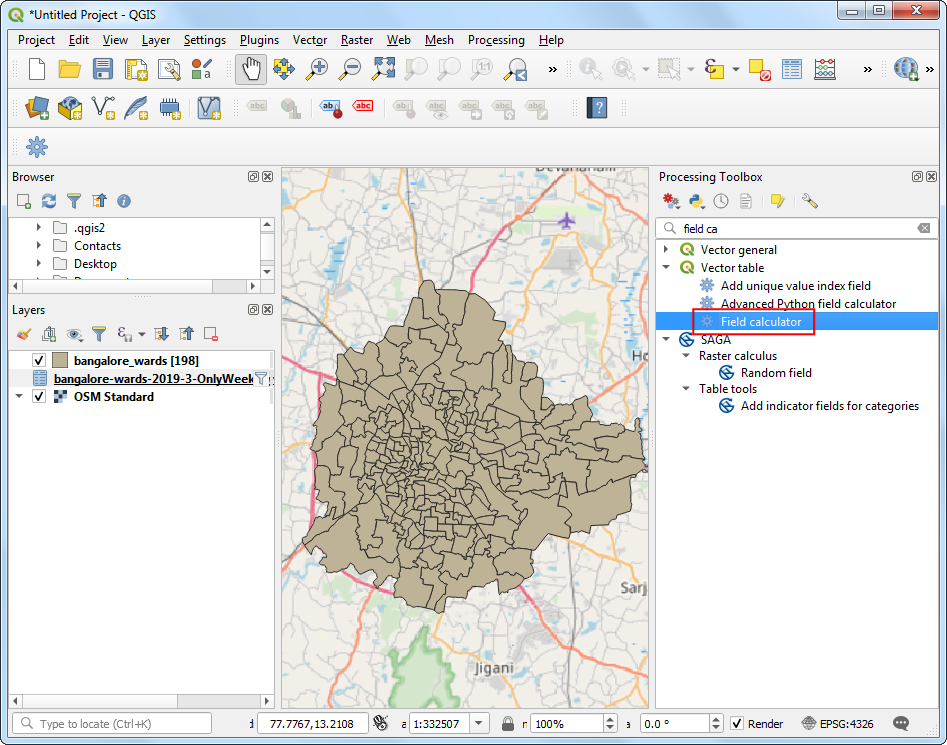 *Untitled Project - QGIS
Project Edit View Layer Settings Plugins Vector Raster Web Mesh Processing Help
Browser
.qgis2
Contacts
Desktop
Layers
bangalore_wards [198]
bangalore-wards-2019-3-OnlyWeek
OSM Standard
Jigani
Processing Toolbox
field ca
Vector general
Vector table
Add unique value index field
Advanced Python field calculator
Field calculator
SAGA
Raster calculus
Random field
Table tools
Add indicator fields for categories
Type to locate (Ctrl+K)
77.7767,13.2108
1:332507
100%
0.0 °
Render
EPSG:4326